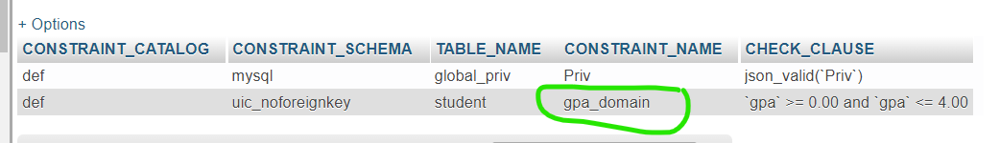 + Options
CONSTRAINT_CATALOG CONSTRAINT_SCHEMA TABLE_NAME CONSTRAINT_NAME CHECK_CLAUSE
def mysql global_priv Priv json_valid(`Priv`)
def uic_noforeignkey student gpa_domain `gpa` >= 0.00 and `gpa` <= 4.00